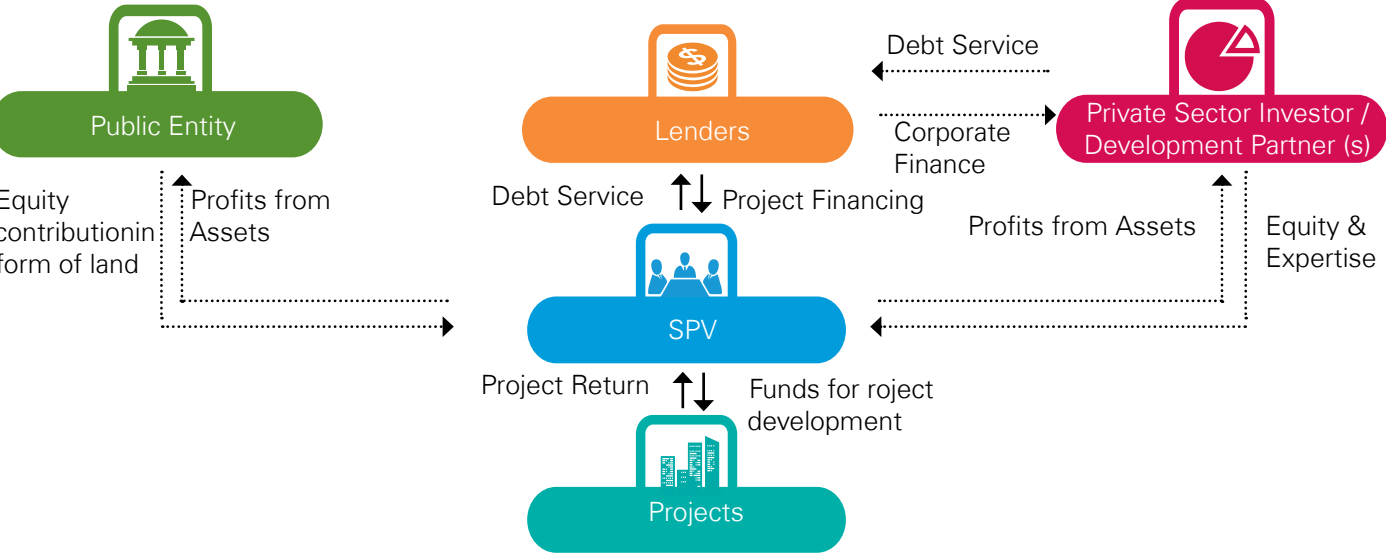 Public Entity
Lenders
Debt Service
Corporate
Finance
Private Sector Investor /
Development Partner (s)
Equity
contributionin
form of land
Profits from
Assets
Debt Service
Project Financing
Profits from Assets
Equity &
Expertise
SPV
Project Return
Funds for roject
development
Projects